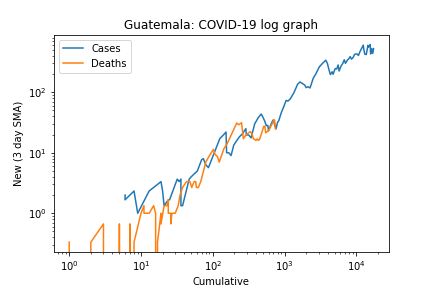 Guatemala: COVID-19 log graph
Cases
Deaths
New (3 day SMA)
10²
10¹
10⁰
10⁰ 10¹ 10² 10³ 10⁴
Cumulative